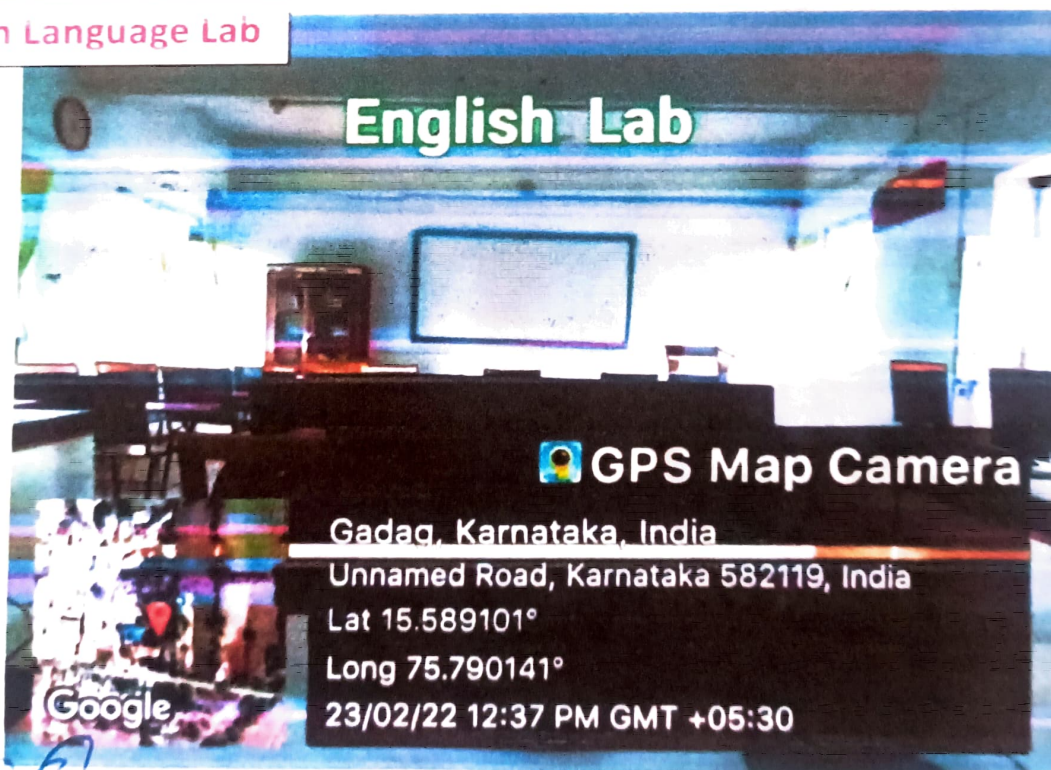 n Language Lab
English Lab
GPS Map Camera
Gadag, Karnataka, India
Unnamed Road, Karnataka 582119, India
Lat 15.589101°
Long 75.790141°
23/02/22 12:37 PM GMT +05:30
Google